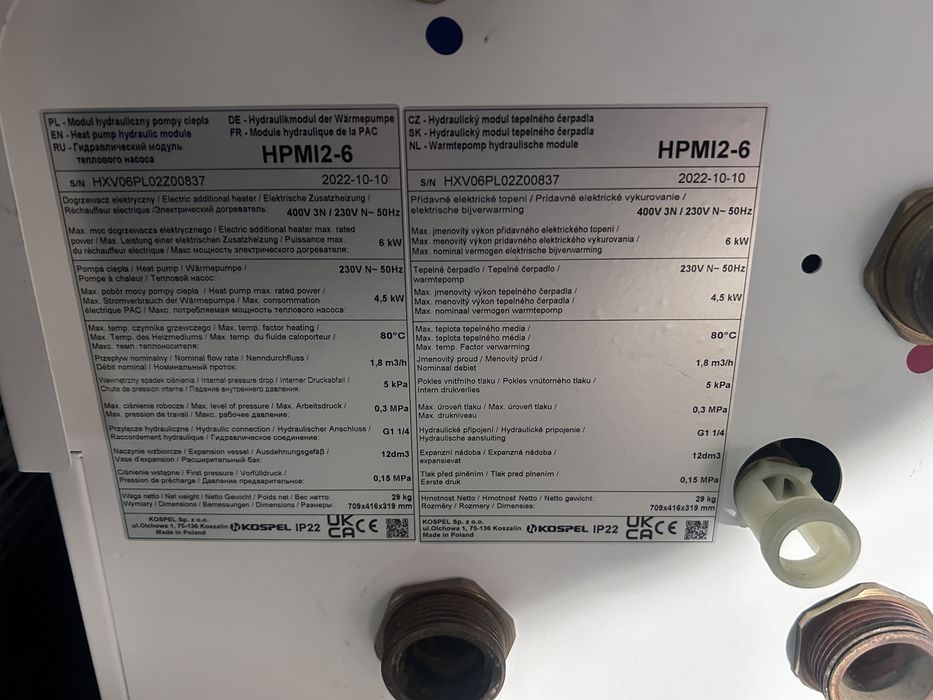 PL - Moduł hydrauliczny pompy ciepła
EN - Heat pump hydraulic module
RU - Гидравлический модуль
теплового насоса
DE - Hydraulikmodul der Wärmepumpe
FR - Module hydraulique de la PAC
HPMI2-6
S/N HXV06PL02Z00837 2022-10-10
Dogrzewacz elektryczny / Electric additional heater / Elektrische Zusatzheizung /
Réchauffeur électrique /Электрический догреватель: 400V 3N / 230V N~ 50Hz
Max. moc dogrzewacza elektrycznego / Electric additional heater max. rated
power / Max. Leistung einer elektrischen Zusatzheizung / Puissance max. 6 kW
du réchauffeur électrique / Макс мощность электрического догревателя:
Pompa ciepła / Heat pump / Wärmepumpe / 230V N~ 50Hz
Pompe à chaleur / Тепловой насос:
Max. pobór mocy pompy ciepła / Heat pump max. rated power /
Max. Stromverbrauch der Wärmepumpe / Max. consommation 4,5 kW
électrique PAC / Макс. потребляемая мощность теплового насоса:
Max. temp. czynnika grzewczego / Max. temp. factor heating /
Max. Temp. des Heizmediums / Max. temp. du fluide caloporteur / 80°C
Макс. темп. теплоносителя:
Przepływ nominalny / Nominal flow rate / Nenndurchfluss /
Débit nominal / Номинальный проток: 1,8 m3/h
Wewnętrzny spadek ciśnienia / Internal pressure drop / Interner Druckabfall /
Chute de pression interne / Падение внутреннего давления: 5 kPa
Max. ciśnienie robocze / Max. level of pressure / Max. Arbeitsdruck /
Max. pression de travail / Макс. рабочее давление: 0,3 MPa
Przyłącze hydrauliczne / Hydraulic connection / Hydraulischer Anschluss /
Raccordement hydraulique / Гидравлическое соединение: G1 1/4
Naczynie wzbiorcze / Expansion vessel / Ausdehnungsgefäβ /
Vase d'expansion / Расширительный бак: 12dm3
Ciśnienie wstępne / First pressure / Vorfülldruck /
Pression de précharge / Давление предварительное: 0,15 MPa
Waga netto / Net weight / Netto Gewicht / Poids net / Вес нетто: 29 kg
Wymiary / Dimensions / Bemessungen / Dimensions / Размеры: 709x416x319 mm
KOSPEL Sp. z o.o.
ul.Olchowa 1, 75-136 Koszalin
Made in Poland
KOSPEL IP22 UK CA CE
CZ - Hydraulický modul tepelného čerpadla
SK - Hydraulický modul tepelného čerpadla
NL - Warmtepomp hydraulische module
HPMI2-6
S/N HXV06PL02Z00837 2022-10-10
Přídavné elektrické topení / Prídavné elektrické vykurovanie /
elektrische bijverwarming 400V 3N / 230V N~ 50Hz
Max. jmenovitý výkon přídavného elektrického topení /
Max. menovitý výkon prídavného elektrického vykurovania / 6 kW
Max. nominal vermogen elektrische bijverwarming
Tepelné čerpadlo / Tepelné čerpadlo / 230V N~ 50Hz
warmtepomp
Max. jmenovitý výkon tepelného čerpadla /
Max. menovitý výkon tepelného čerpadla / 4,5 kW
Max. nominaal vermogen warmtepomp
Max. teplota tepelného media /
Max. teplota tepelného media / 80°C
Max. temp. Factor verwarming
Jmenovitý proud / Menovitý prúd / 1,8 m3/h
Nominaal debiet
Pokles vnitřního tlaku / Pokles vnútorného tlaku /
Intern drukverlies 5 kPa
Max. úroveň tlaku / Max. úroveň tlaku /
Max. drukniveau 0,3 MPa
Hydraulické připojení / Hydraulické pripojenie /
Hydraulische aansluiting G1 1/4
Expanzní nádoba / Expanzná nádoba /
expansievat 12dm3
Tlak před plněním / Tlak pred plnením /
Eerste druk 0,15 MPa
Hmotnost Netto / Hmotnosť Netto / Netto gewicht: 29 kg
Rozměry / Rozmery / Dimensies: 709x416x319 mm
KOSPEL Sp. z o.o.
ul.Olchowa 1, 75-136 Koszalin
Made in Poland
KOSPEL IP22 UK CA CE